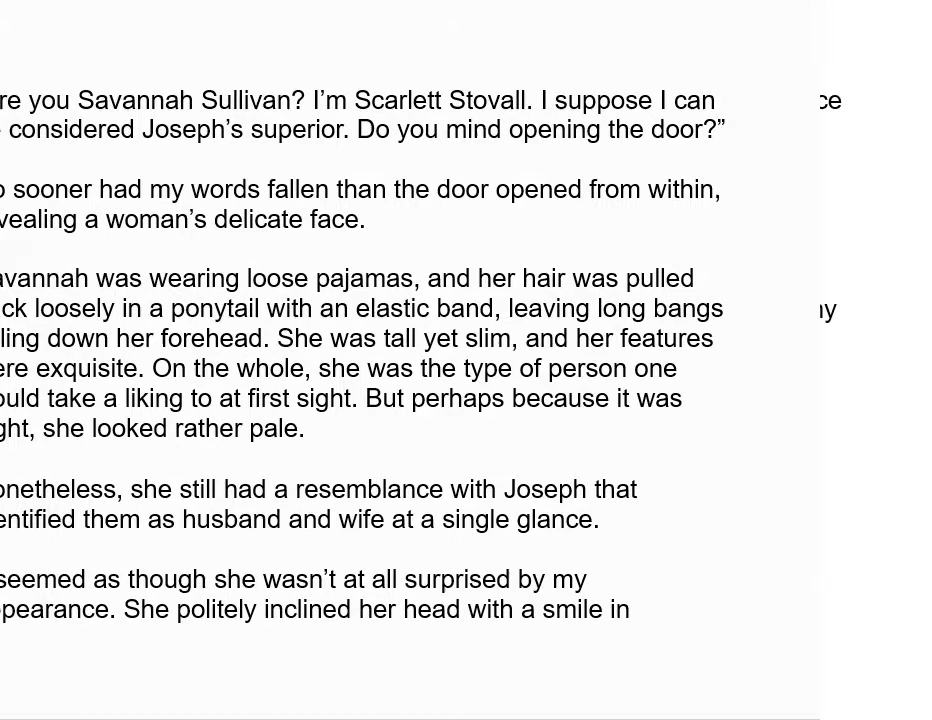 re you Savannah Sullivan? I’m Scarlett Stovall. I suppose I can
considered Joseph’s superior. Do you mind opening the door?”
o sooner had my words fallen than the door opened from within,
vealing a woman’s delicate face.
avannah was wearing loose pajamas, and her hair was pulled
ck loosely in a ponytail with an elastic band, leaving long bangs
ling down her forehead. She was tall yet slim, and her features
ere exquisite. On the whole, she was the type of person one
ould take a liking to at first sight. But perhaps because it was
ght, she looked rather pale.
onetheless, she still had a resemblance with Joseph that
entified them as husband and wife at a single glance.
seemed as though she wasn’t at all surprised by my
ppearance. She politely inclined her head with a smile in
ce